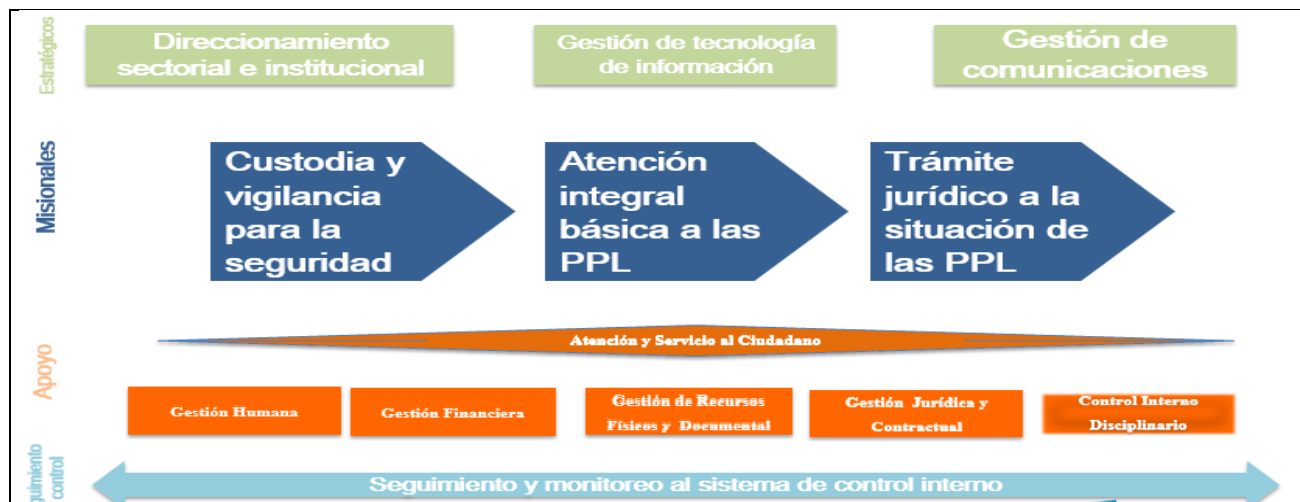 Estratégicos
Direccionamiento
sectorial e institucional
Gestión de tecnología
de información
Gestión de
comunicaciones
Misionales
Custodia y
vigilancia
para la
seguridad
Atención
integral
básica a las
PPL
Trámite
jurídico a la
situación de
las PPL
Apoyo
Atención y Servicio al Ciudadano
Gestión Humana
Gestión Financiera
Gestión de Recursos
Físicos y Documental
Gestión Jurídica y
Contractual
Control Interno
Disciplinario
control
Seguimiento y monitoreo al sistema de control interno